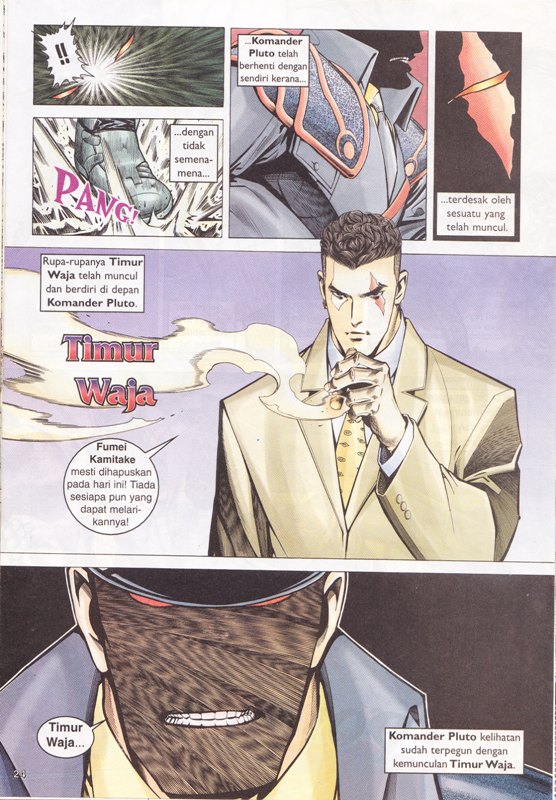 !!
...Komander
Pluto telah
berhenti dengan
sendiri kerana...
...dengan
tidak
semena-
mena...
PANG!
...terdesak oleh
sesuatu yang
telah muncul.
Rupa-rupanya Timur
Waja telah muncul
dan berdiri di depan
Komander Pluto.
Timur
Waja
Fumei
Kamitake
mesti dihapuskan
pada hari ini! Tiada
sesiapa pun yang
dapat melari-
kannya!
Timur
Waja...
Komander Pluto kelihatan
sudah terpegun dengan
kemunculan Timur Waja.
26